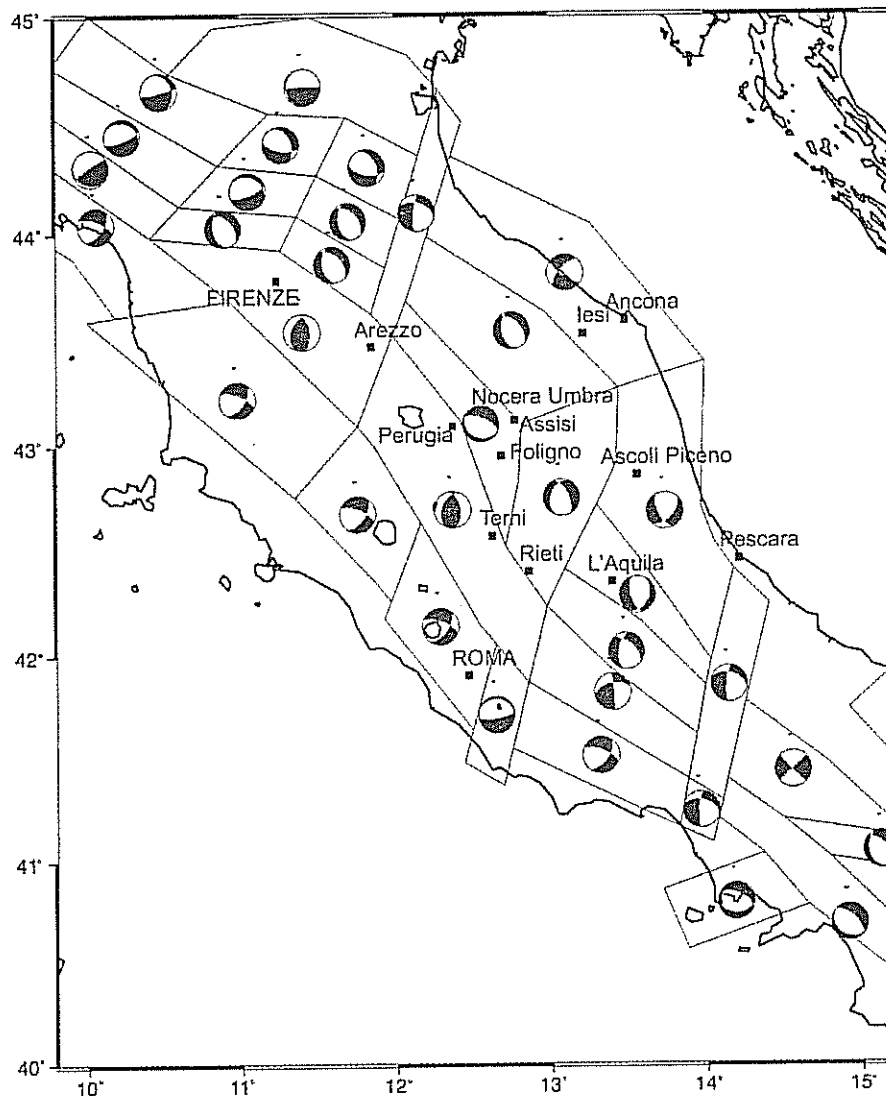 45°
44°
43°
42°
41°
40°
FIRENZE
Arezzo
Ancona
Iesi
Nocera Umbra
Assisi
Perugia
Foligno
Ascoli Piceno
Terni
Rieti
L'Aquila
Pescara
ROMA
10°
11°
12°
13°
14°
15°